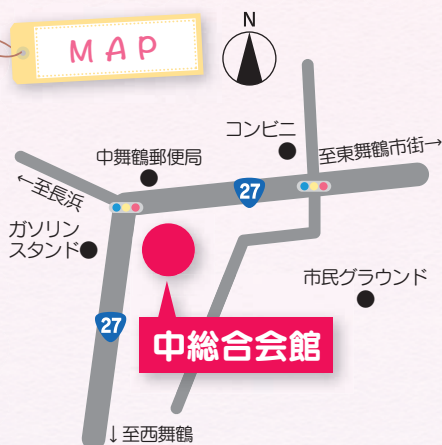 MAP
N
コンビニ
至東舞鶴市街→
中舞鶴郵便局
27
←至長浜
ガソリン
スタンド
市民グラウンド
27
中総合会館
↓至西舞鶴